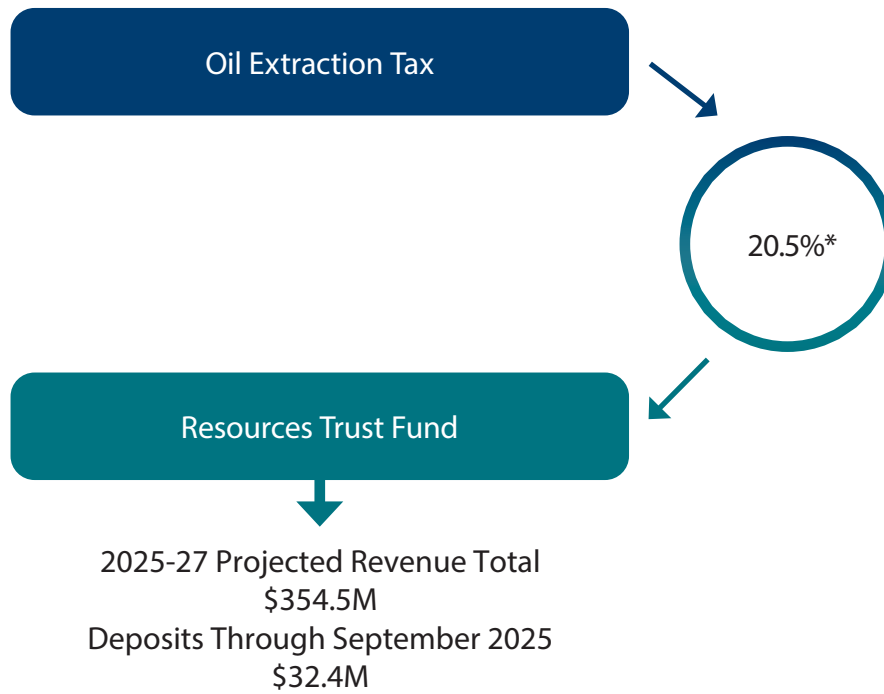 Oil Extraction Tax
20.5%*
Resources Trust Fund
2025-27 Projected Revenue Total
$354.5M
Deposits Through September 2025
$32.4M